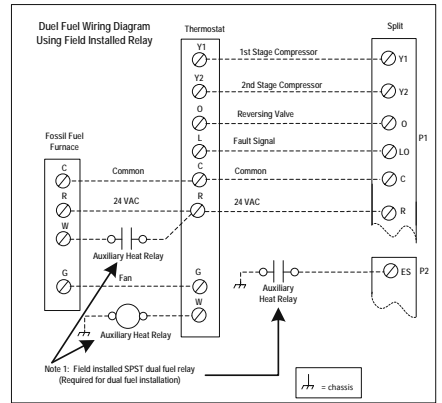 Duel Fuel Wiring Diagram
Using Field Installed Relay
Thermostat
Split
Y1
1st Stage Compressor
Y1
Y2
2nd Stage Compressor
Y2
O
Reversing Valve
O
P1
Fossil Fuel
Furnace
L
Fault Signal
LO
C
Common
C
Common
C
R
24 VAC
R
24 VAC
R
W
Auxiliary Heat Relay
G
Fan
G
ES
P2
Auxiliary
Heat Relay
W
Auxiliary Heat Relay
Note 1: Field installed SPST dual fuel relay
(Required for dual fuel installation)
= chassis